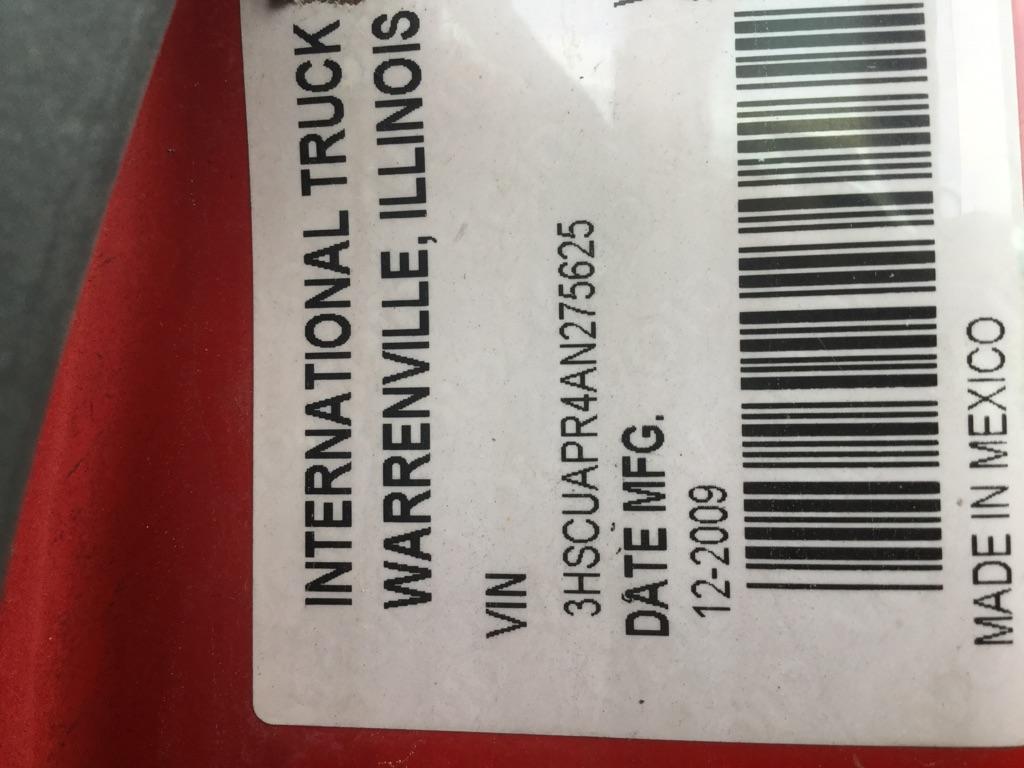 INTERNATIONAL TRUCK
WARRENVILLE, ILLINOIS
VIN
3HSCUAPR4AN275625
DATE MFG.
12-2009
MADE IN MEXICO